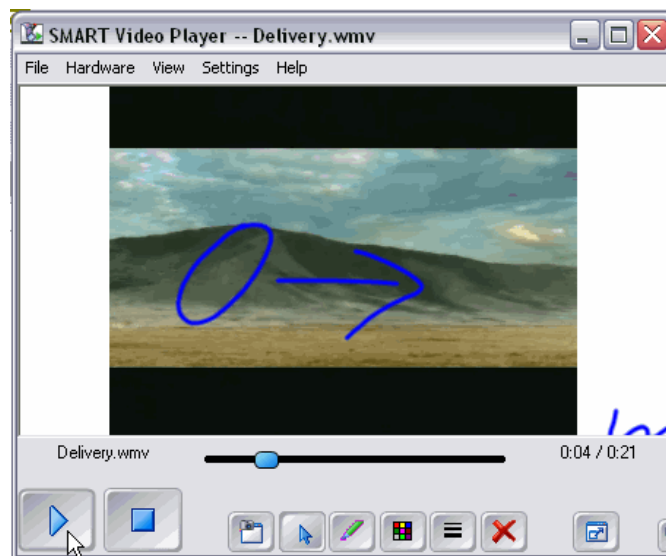 SMART Video Player -- Delivery.wmv
File Hardware View Settings Help
Delivery.wmv 0:04 / 0:21